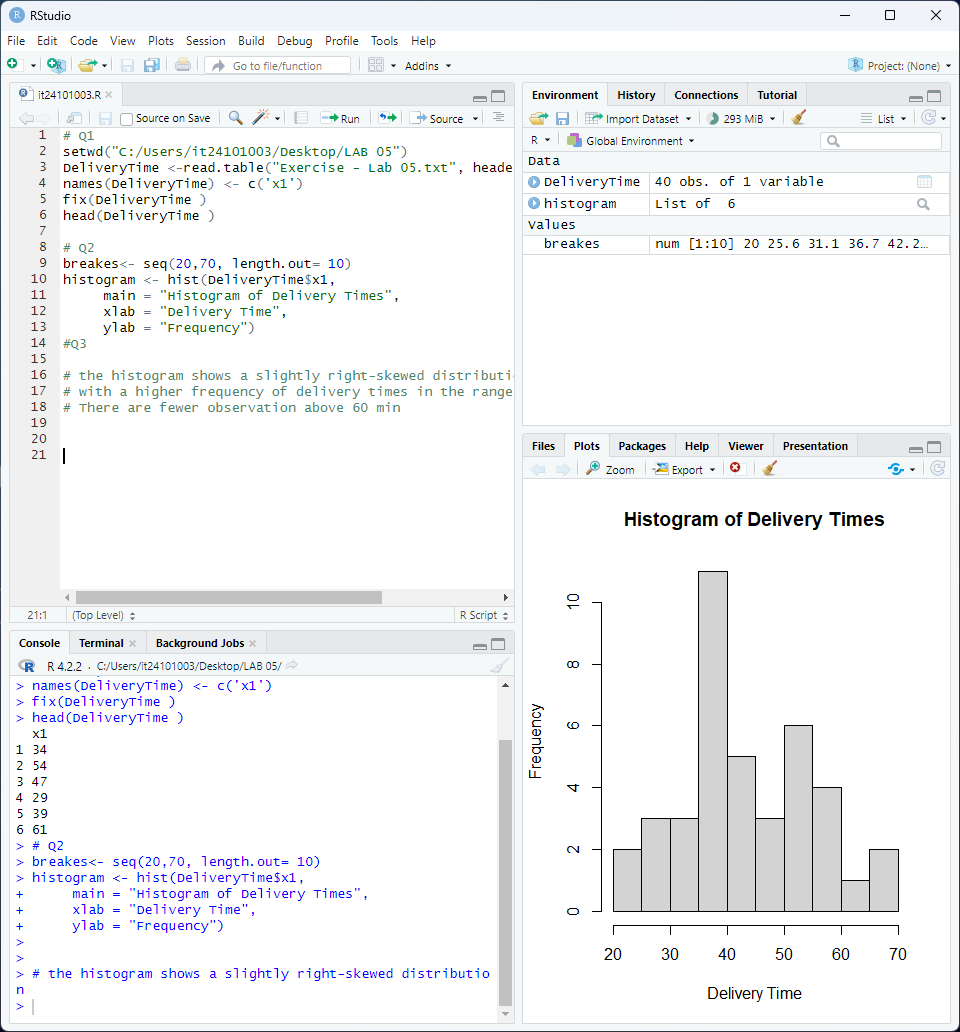 RStudio
File Edit Code View Plots Session Build Debug Profile Tools Help
Go to file/function Addins Project: (None)
it24101003.R
Source on Save Run Source
1 # Q1
2 setwd("C:/Users/it24101003/Desktop/LAB 05")
3 DeliveryTime <-read.table("Exercise - Lab 05.txt", heade
4 names(DeliveryTime) <- c('x1')
5 fix(DeliveryTime )
6 head(DeliveryTime )
7
8 # Q2
9 breakes<- seq(20,70, length.out= 10)
10 histogram <- hist(DeliveryTime$x1,
11      main = "Histogram of Delivery Times",
12      xlab = "Delivery Time",
13      ylab = "Frequency")
14 #Q3
15
16 # the histogram shows a slightly right-skewed distributi
17 # with a higher frequency of delivery times in the range
18 # There are fewer observation above 60 min
19
20
21
21:1 (Top Level) R Script
Console Terminal Background Jobs
R R 4.2.2 · C:/Users/it24101003/Desktop/LAB 05/
> names(DeliveryTime) <- c('x1')
> fix(DeliveryTime )
> head(DeliveryTime )
  x1
1 34
2 54
3 47
4 29
5 39
6 61
> # Q2
> breakes<- seq(20,70, length.out= 10)
> histogram <- hist(DeliveryTime$x1,
+      main = "Histogram of Delivery Times",
+      xlab = "Delivery Time",
+      ylab = "Frequency")
>
>
> # the histogram shows a slightly right-skewed distributio
n
>
Environment History Connections Tutorial
Import Dataset 293 MiB List
R Global Environment
Data
DeliveryTime 40 obs. of 1 variable
histogram List of  6
Values
breakes num [1:10] 20 25.6 31.1 36.7 42.2…
Files Plots Packages Help Viewer Presentation
Zoom Export
Histogram of Delivery Times
Frequency
10
8
6
4
2
0
20 30 40 50 60 70
Delivery Time